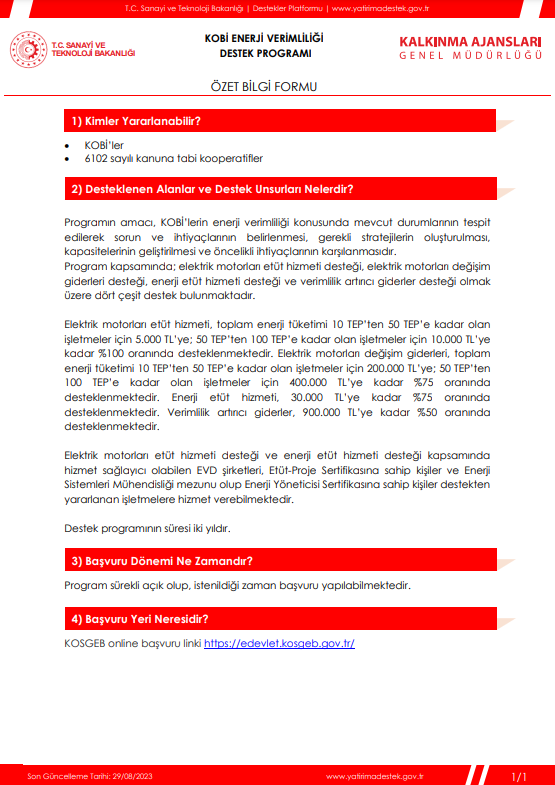 T.C. Sanayi ve Teknoloji Bakanlığı | Destekler Platformu | www.yatirimadestek.gov.tr
T.C. SANAYİ VE
TEKNOLOJİ BAKANLIĞI
KOBİ ENERJİ VERİMLİLİĞİ
DESTEK PROGRAMI
KALKINMA AJANSLARI
GENEL MÜDÜRLÜĞÜ
ÖZET BİLGİ FORMU
1) Kimler Yararlanabilir?
• KOBİ'ler
• 6102 sayılı kanuna tabi kooperatifler
2) Desteklenen Alanlar ve Destek Unsurları Nelerdir?
Programın amacı, KOBİ'lerin enerji verimliliği konusunda mevcut durumlarının tespit
edilerek sorun ve ihtiyaçlarının belirlenmesi, gerekli stratejilerin oluşturulması,
kapasitelerinin geliştirilmesi ve öncelikli ihtiyaçlarının karşılanmasıdır.
Program kapsamında; elektrik motorları etüt hizmeti desteği, elektrik motorları değişim
giderleri desteği, enerji etüt hizmeti desteği ve verimlilik artırıcı giderler desteği olmak
üzere dört çeşit destek bulunmaktadır.
Elektrik motorları etüt hizmeti, toplam enerji tüketimi 10 TEP'ten 50 TEP'e kadar olan
işletmeler için 5.000 TL'ye; 50 TEP'ten 100 TEP'e kadar olan işletmeler için 10.000 TL'ye
kadar %100 oranında desteklenmektedir. Elektrik motorları değişim giderleri, toplam
enerji tüketimi 10 TEP'ten 50 TEP'e kadar olan işletmeler için 200.000 TL'ye; 50 TEP'ten
100 TEP'e kadar olan işletmeler için 400.000 TL'ye kadar %75 oranında
desteklenmektedir. Enerji etüt hizmeti, 30.000 TL'ye kadar %75 oranında
desteklenmektedir. Verimlilik artırıcı giderler, 900.000 TL'ye kadar %50 oranında
desteklenmektedir.
Elektrik motorları etüt hizmeti desteği ve enerji etüt hizmeti desteği kapsamında
hizmet sağlayıcı olabilen EVD şirketleri, Etüt-Proje Sertifikasına sahip kişiler ve Enerji
Sistemleri Mühendisliği mezunu olup Enerji Yöneticisi Sertifikasına sahip kişiler destekten
yararlanan işletmelere hizmet verebilmektedir.
Destek programının süresi iki yıldır.
3) Başvuru Dönemi Ne Zamandır?
Program sürekli açık olup, istenildiği zaman başvuru yapılabilmektedir.
4) Başvuru Yeri Neresidir?
KOSGEB online başvuru linki https://edevlet.kosgeb.gov.tr/
Son Güncelleme Tarihi: 29/08/2023
www.yatirimadestek.gov.tr
1/1